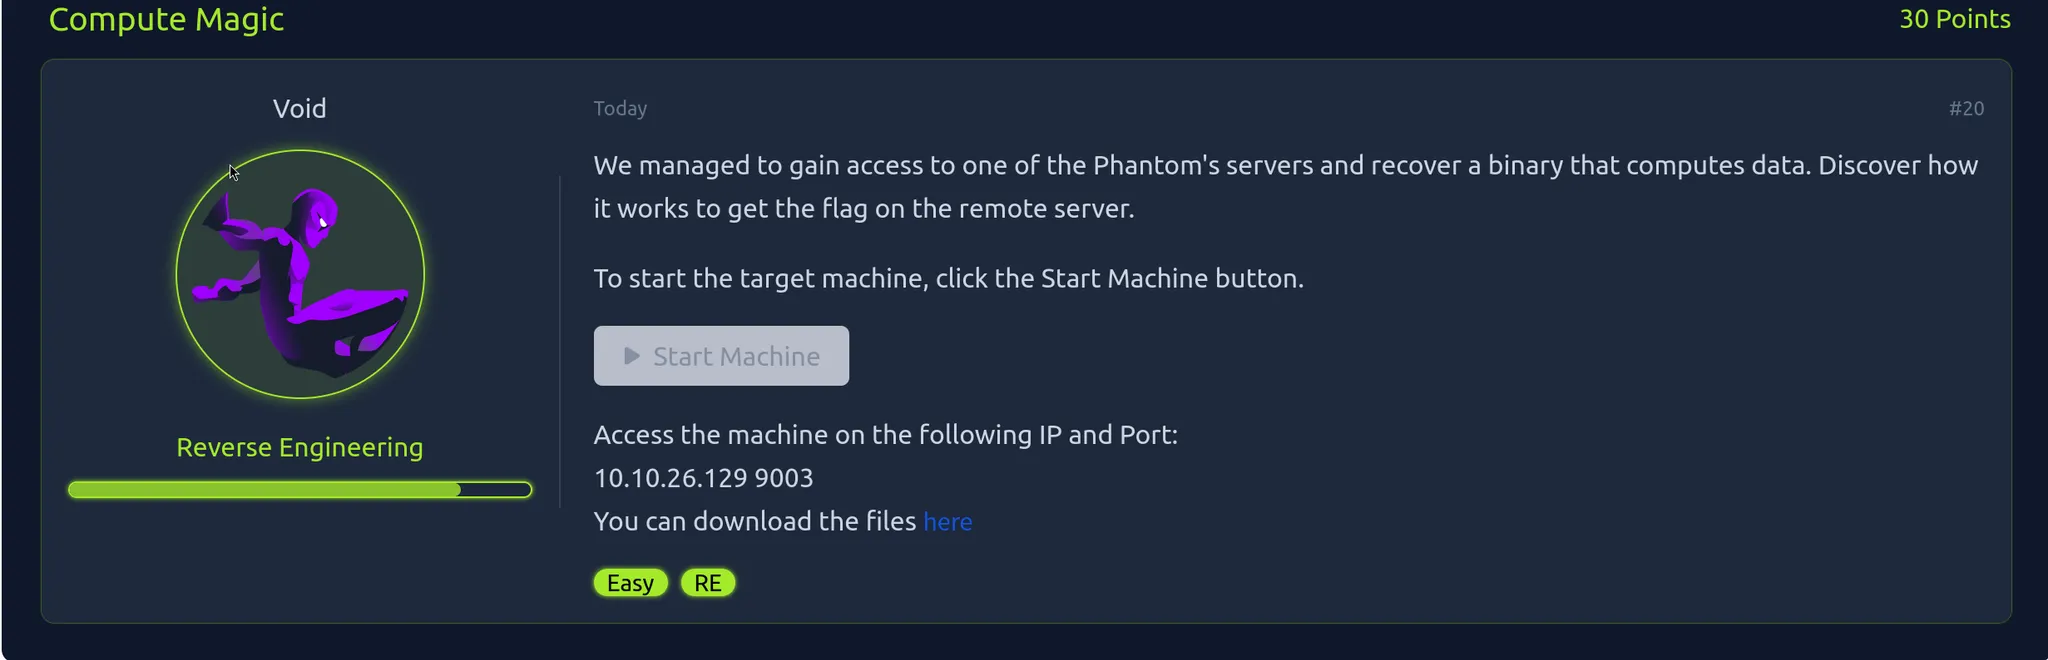 Compute Magic
30 Points
Void
Today
#20
We managed to gain access to one of the Phantom's servers and recover a binary that computes data. Discover how
it works to get the flag on the remote server.
To start the target machine, click the Start Machine button.
Start Machine
Reverse Engineering
Access the machine on the following IP and Port:
10.10.26.129 9003
You can download the files here
Easy
RE